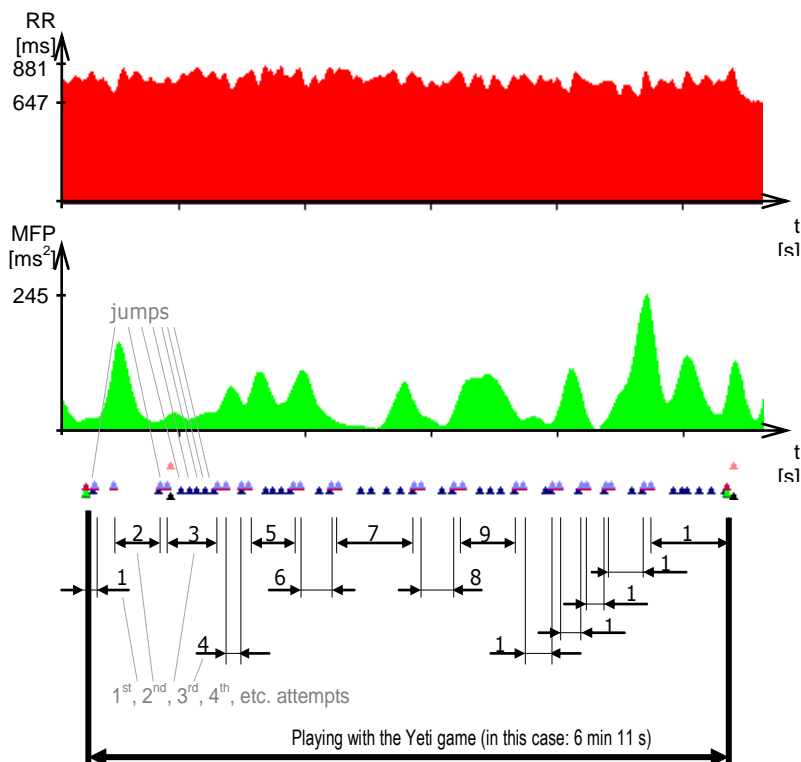 RR
[ms]
881
647
t
[s]
MFP
[ms²]
245
jumps
t
[s]
2 3 5 7 9 1
1 6 8 1
1
4 1 1
1st, 2nd, 3rd, 4th, etc. attempts
Playing with the Yeti game (in this case: 6 min 11 s)